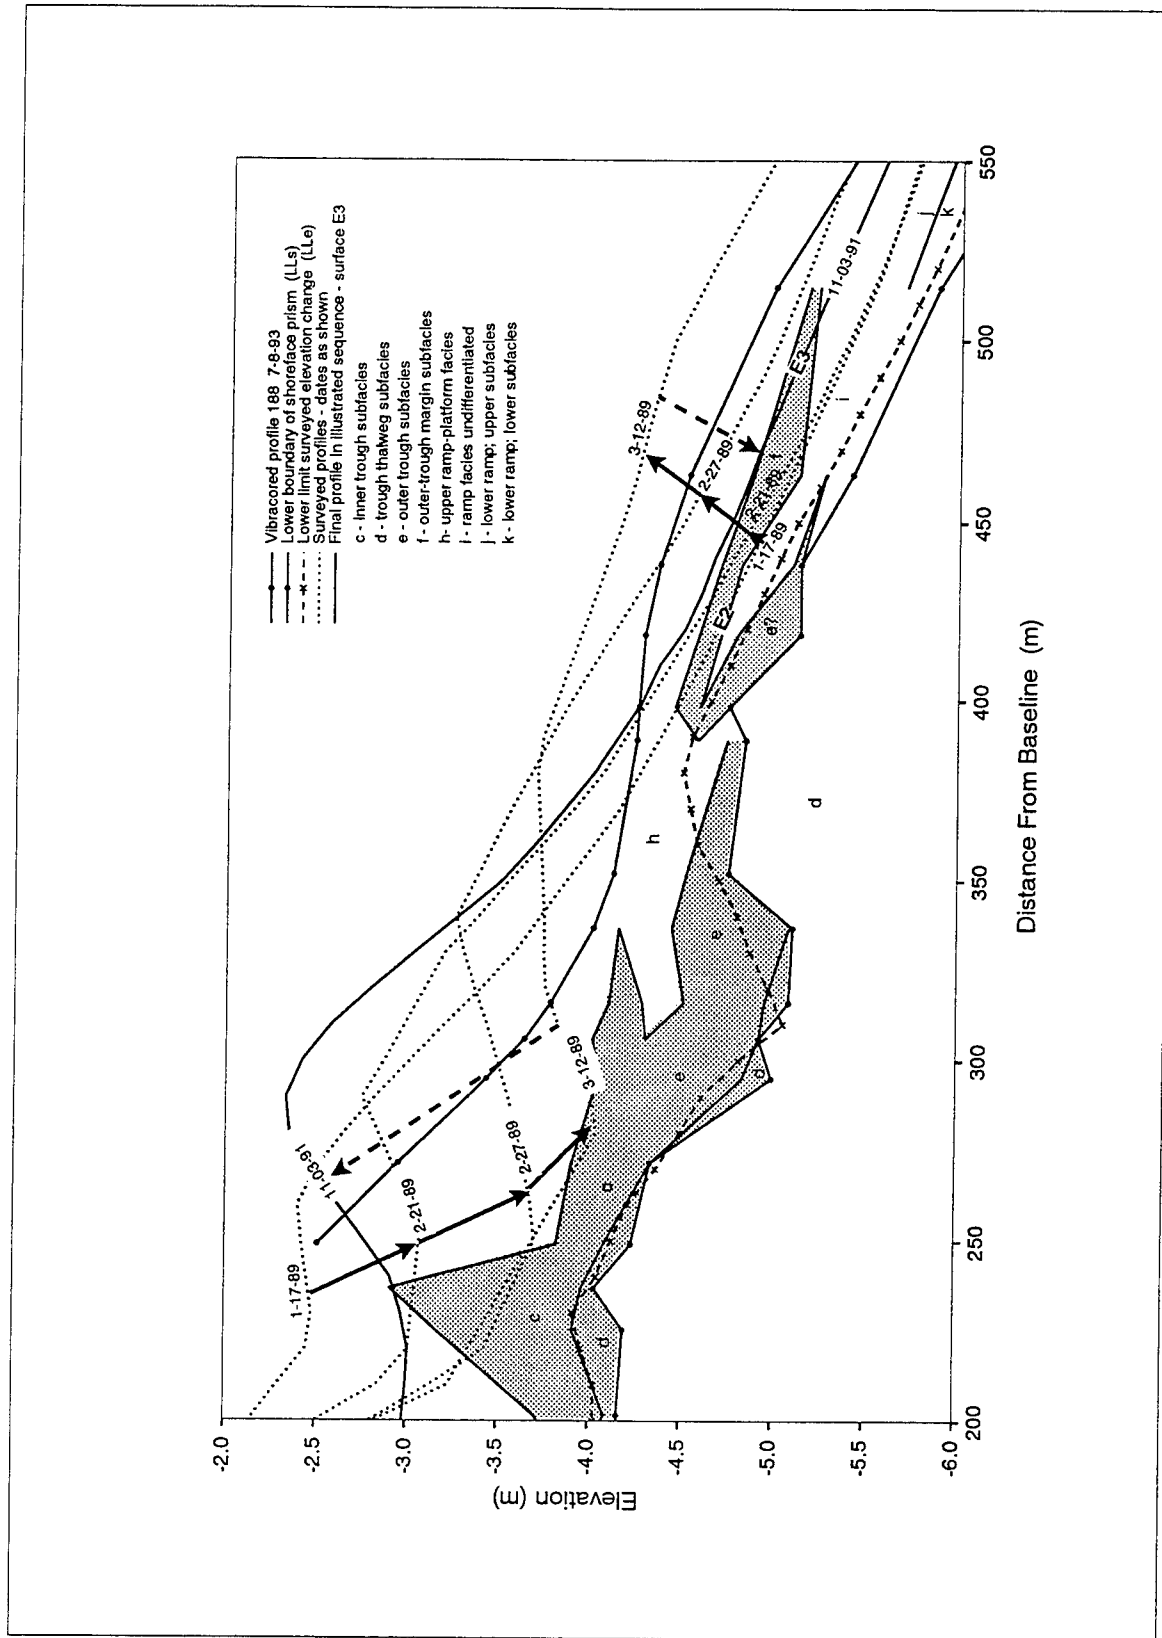 Vibracored profile 188 7-8-93
Lower boundary of shoreface prism (LLs)
Lower limit surveyed elevation change (LLe)
Surveyed profiles - dates as shown
Final profile in illustrated sequence - surface E3
c - inner trough subfacies
d - trough thalweg subfacies
e - outer trough subfacies
f - outer-trough margin subfacies
h- upper ramp-platform facies
i - ramp facies undifferentiated
j - lower ramp; upper subfacies
k - lower ramp; lower subfacies
-2.0
-2.5
-3.0
-3.5
-4.0
-4.5
-5.0
-5.5
-6.0
Elevation (m)
200
250
300
350
400
450
500
550
Distance From Baseline (m)
1-17-89
2-21-89
2-27-89
3-12-89
11-03-91
3-12-89
2-27-89
2-21-89
1-17-89
11-03-91
E2
E3
c
d
e
d
e
h
d
e?
i
j
k